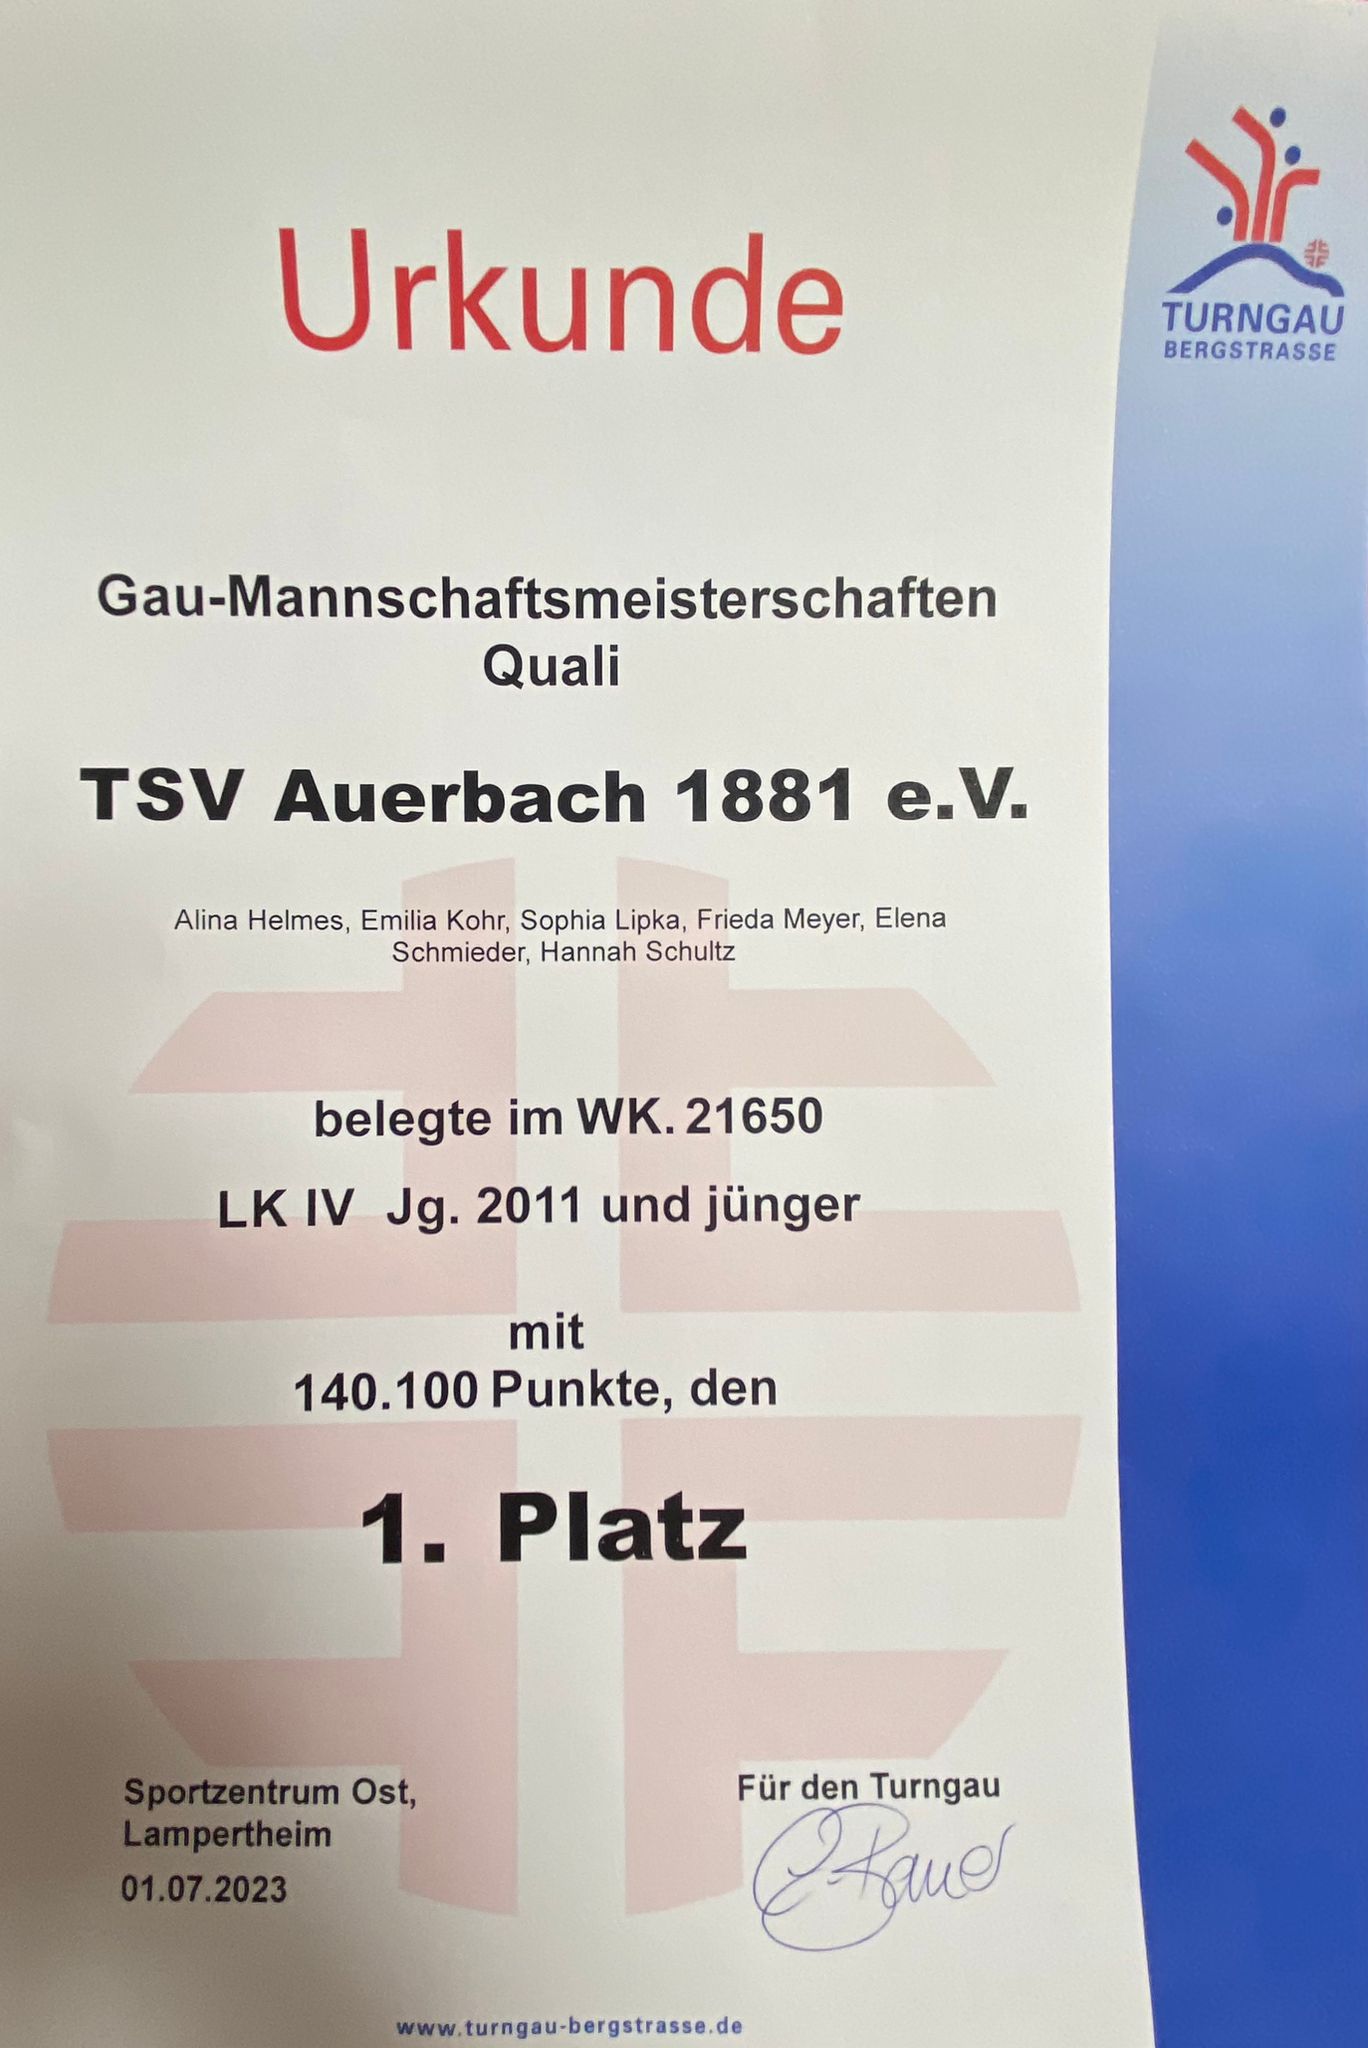 TURNGAU
BERGSTRASSE
Urkunde
Gau-Mannschaftsmeisterschaften
Quali
TSV Auerbach 1881 e.V.
Alina Helmes, Emilia Kohr, Sophia Lipka, Frieda Meyer, Elena
Schmieder, Hannah Schultz
belegte im WK. 21650
LK IV Jg. 2011 und jünger
mit
140.100 Punkte, den
1. Platz
Sportzentrum Ost,
Lampertheim
01.07.2023
Für den Turngau
www.turngau-bergstrasse.de